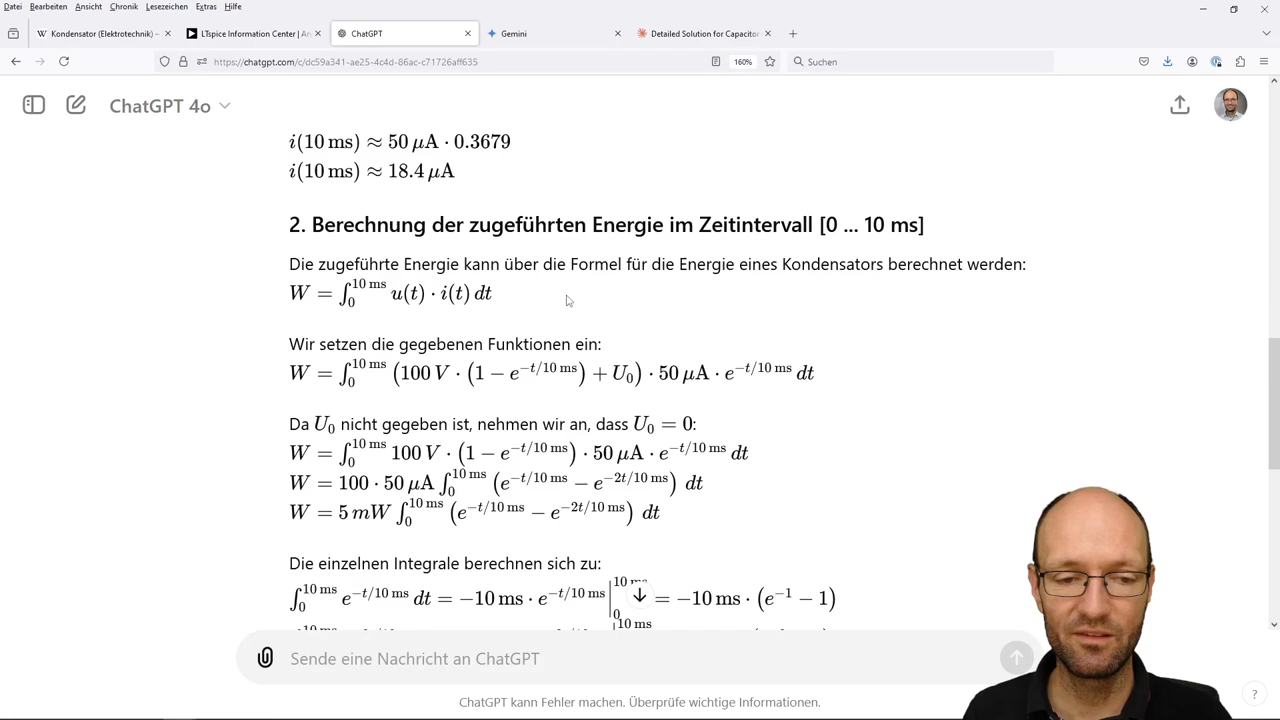 Datei Bearbeiten Ansicht Chronik Lesezeichen Extras Hilfe
Kondensator (Elektrotechnik) –
LTspice Information Center | An
ChatGPT
Gemini
Detailed Solution for Capacitor
https://chatgpt.com/c/dc59a341-ae25-4c4d-86ac-c71726aff635
160%
Suchen
ChatGPT 4o
i(10 ms) ≈ 50 μA · 0.3679
i(10 ms) ≈ 18.4 μA
2. Berechnung der zugeführten Energie im Zeitintervall [0 ... 10 ms]
Die zugeführte Energie kann über die Formel für die Energie eines Kondensators berechnet werden:
W = ∫₀^{10 ms} u(t) · i(t) dt
Wir setzen die gegebenen Funktionen ein:
W = ∫₀^{10 ms} (100 V · (1 − e^{−t/10 ms}) + U₀) · 50 μA · e^{−t/10 ms} dt
Da U₀ nicht gegeben ist, nehmen wir an, dass U₀ = 0:
W = ∫₀^{10 ms} 100 V · (1 − e^{−t/10 ms}) · 50 μA · e^{−t/10 ms} dt
W = 100 · 50 μA ∫₀^{10 ms} (e^{−t/10 ms} − e^{−2t/10 ms}) dt
W = 5 mW ∫₀^{10 ms} (e^{−t/10 ms} − e^{−2t/10 ms}) dt
Die einzelnen Integrale berechnen sich zu:
∫₀^{10 ms} e^{−t/10 ms} dt = −10 ms · e^{−t/10 ms} |₀^{10 ms} = −10 ms · (e^{−1} − 1)
Sende eine Nachricht an ChatGPT
ChatGPT kann Fehler machen. Überprüfe wichtige Informationen.
?